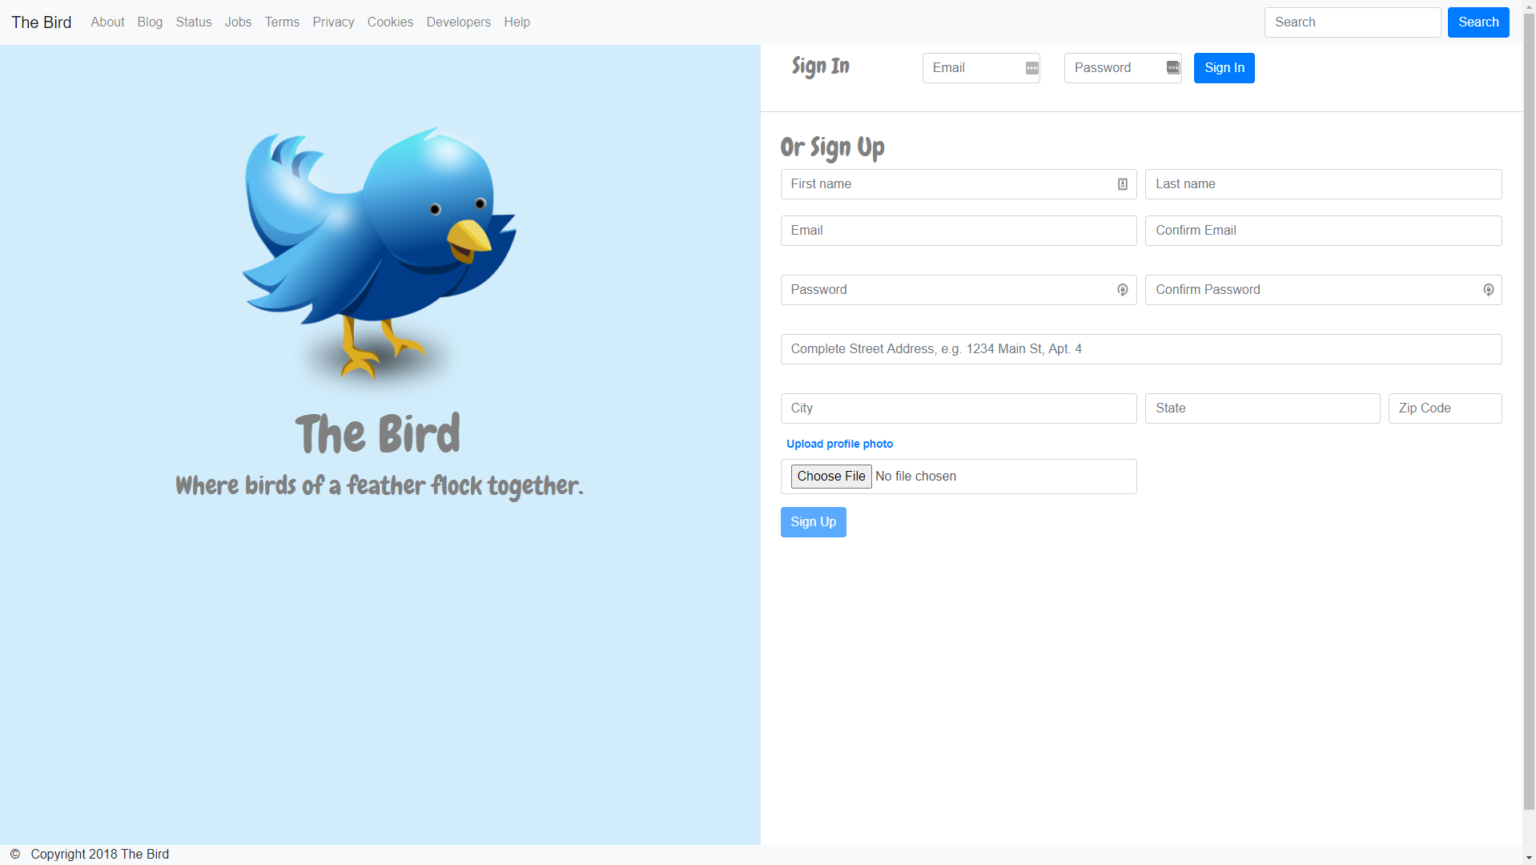 The Bird About Blog Status Jobs Terms Privacy Cookies Developers Help Search Search
Sign In Email Password Sign In
Or Sign Up
First name Last name
Email Confirm Email
Password Confirm Password
Complete Street Address, e.g. 1234 Main St, Apt. 4
City State Zip Code
Upload profile photo
Choose File No file chosen
Sign Up
The Bird
Where birds of a feather flock together.
© Copyright 2018 The Bird